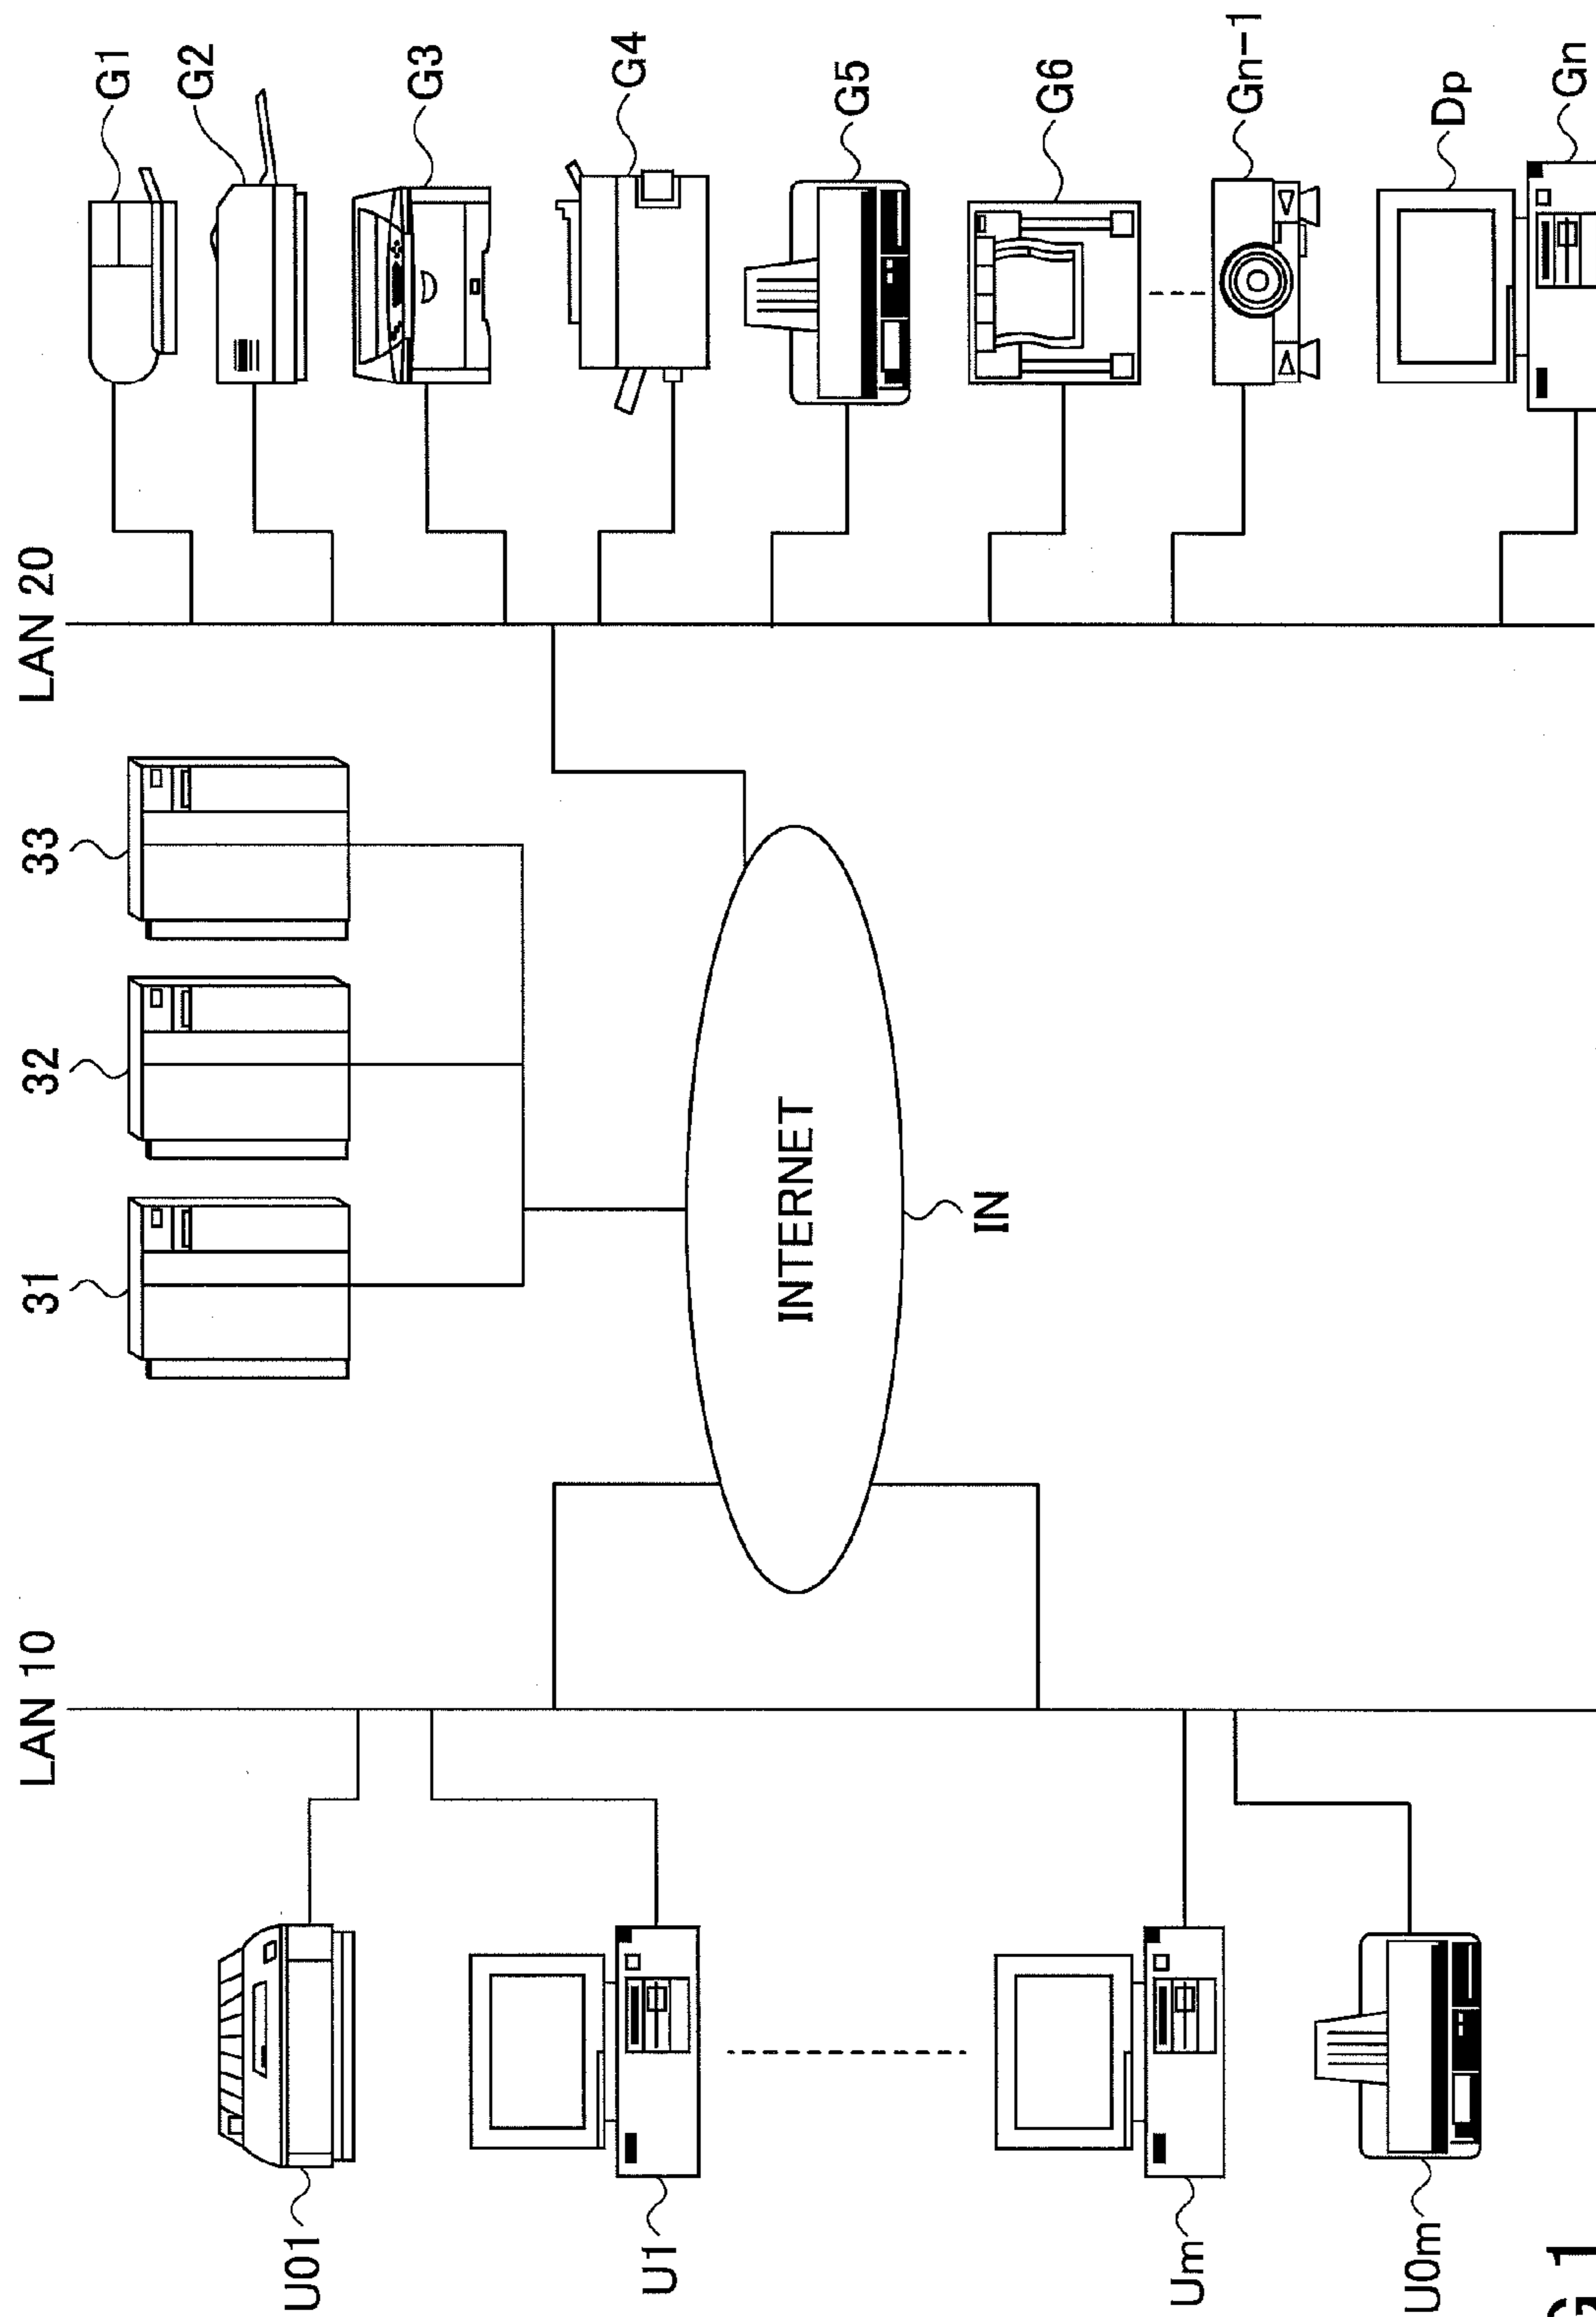 LAN 10
LAN 20
31
32
33
G1
G2
G3
G4
G5
G6
Gn-1
Dp
Gn
U01
U1
Um
U0m
INTERNET
IN